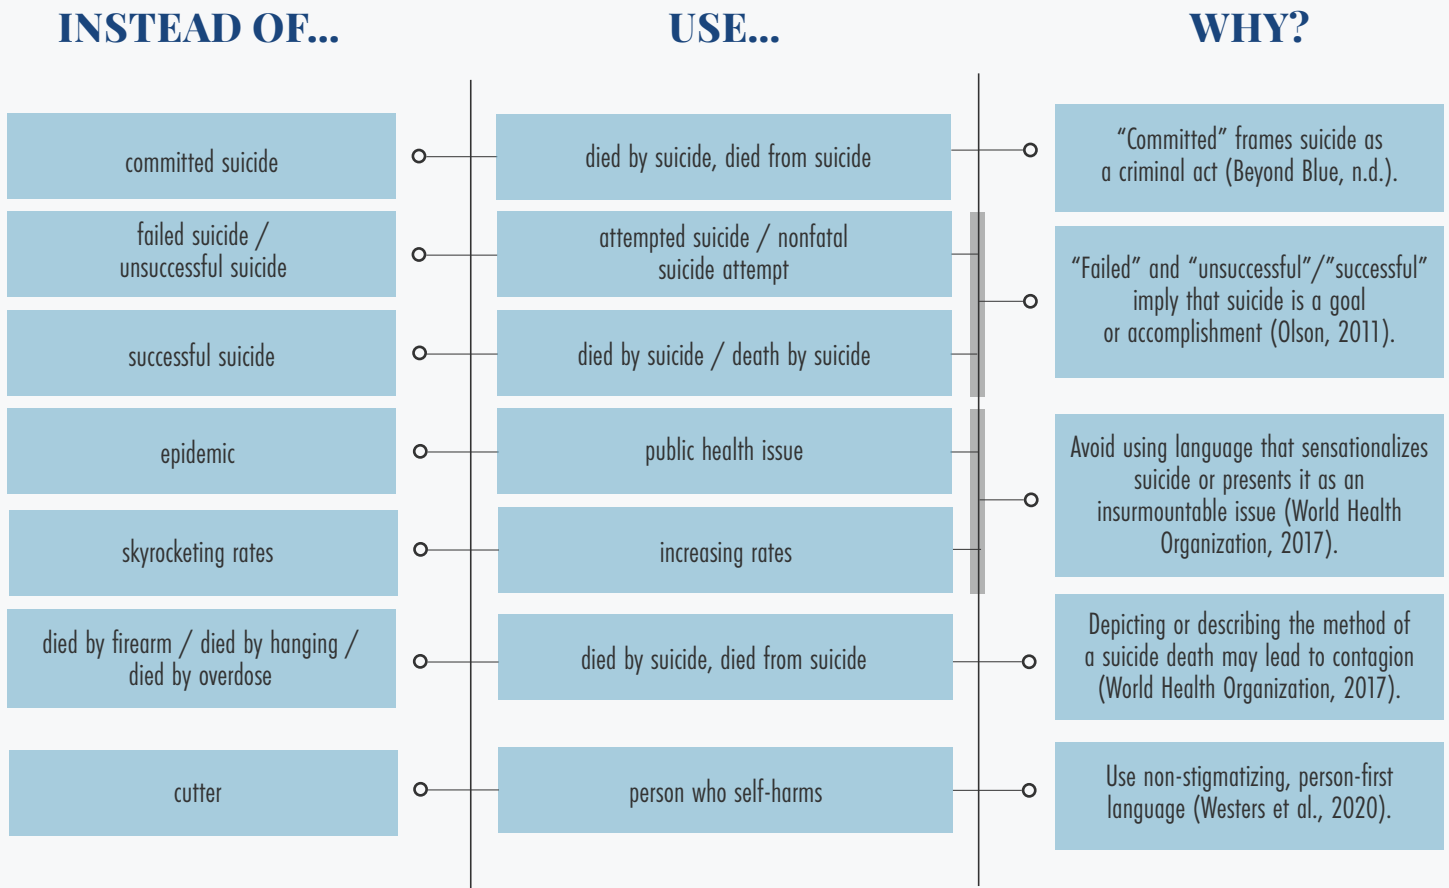 INSTEAD OF...
USE...
WHY?
committed suicide
died by suicide, died from suicide
“Committed” frames suicide as
a criminal act (Beyond Blue, n.d.).
failed suicide /
unsuccessful suicide
attempted suicide / nonfatal
suicide attempt
“Failed” and “unsuccessful”/”successful”
imply that suicide is a goal
or accomplishment (Olson, 2011).
successful suicide
died by suicide / death by suicide
epidemic
public health issue
Avoid using language that sensationalizes
suicide or presents it as an
insurmountable issue (World Health
Organization, 2017).
skyrocketing rates
increasing rates
died by firearm / died by hanging /
died by overdose
died by suicide, died from suicide
Depicting or describing the method of
a suicide death may lead to contagion
(World Health Organization, 2017).
cutter
person who self-harms
Use non-stigmatizing, person-first
language (Westers et al., 2020).